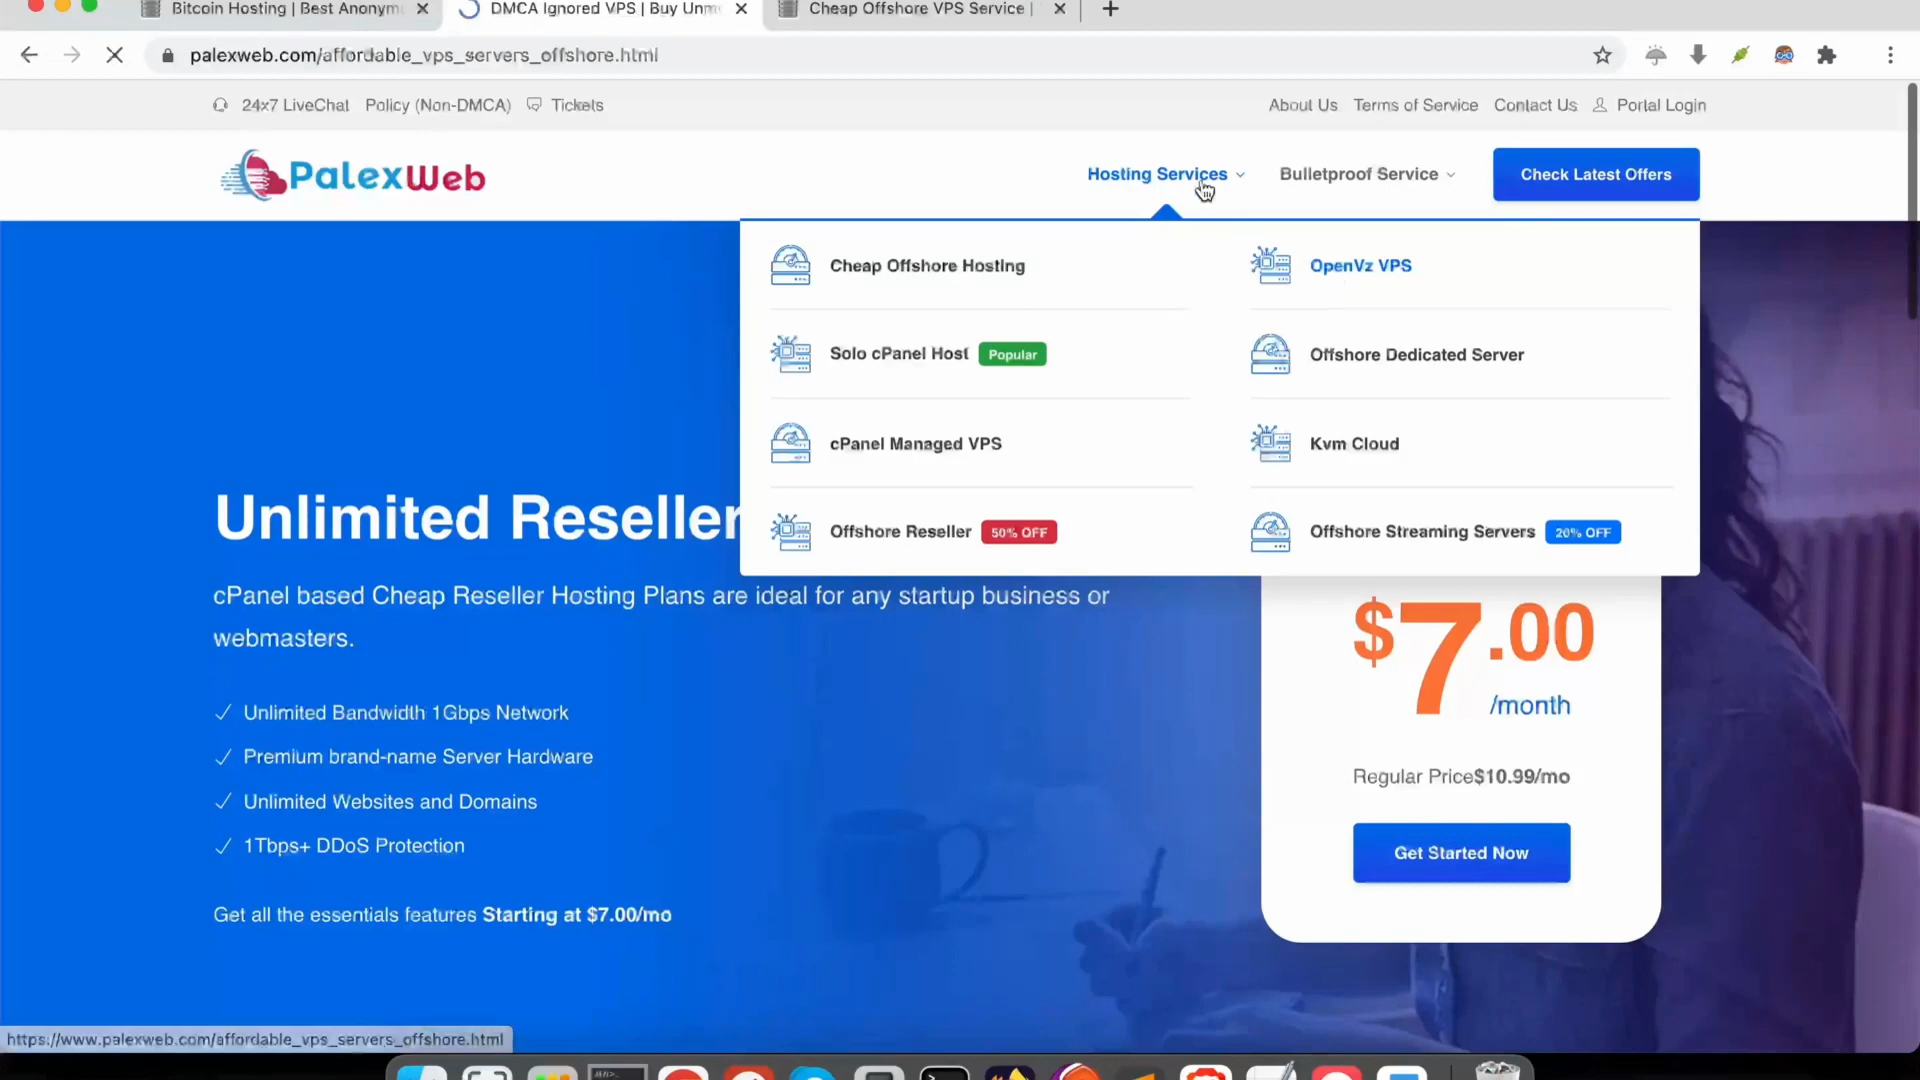 Bitcoin Hosting | Best Anonym
DMCA Ignored VPS | Buy Unm
Cheap Offshore VPS Service |
palexweb.com/affordable_vps_servers_offshore.html
24x7 LiveChat Policy (Non-DMCA) Tickets
About Us Terms of Service Contact Us Portal Login
PalexWeb
Hosting Services
Bulletproof Service
Check Latest Offers
Cheap Offshore Hosting
OpenVz VPS
Solo cPanel Host Popular
Offshore Dedicated Server
cPanel Managed VPS
Kvm Cloud
Offshore Reseller 50% OFF
Offshore Streaming Servers 20% OFF
Unlimited Reseller
cPanel based Cheap Reseller Hosting Plans are ideal for any startup business or
webmasters.
Unlimited Bandwidth 1Gbps Network
Premium brand-name Server Hardware
Unlimited Websites and Domains
1Tbps+ DDoS Protection
Get all the essentials features Starting at $7.00/mo
$7.00
/month
Regular Price$10.99/mo
Get Started Now
https://www.palexweb.com/affordable_vps_servers_offshore.html